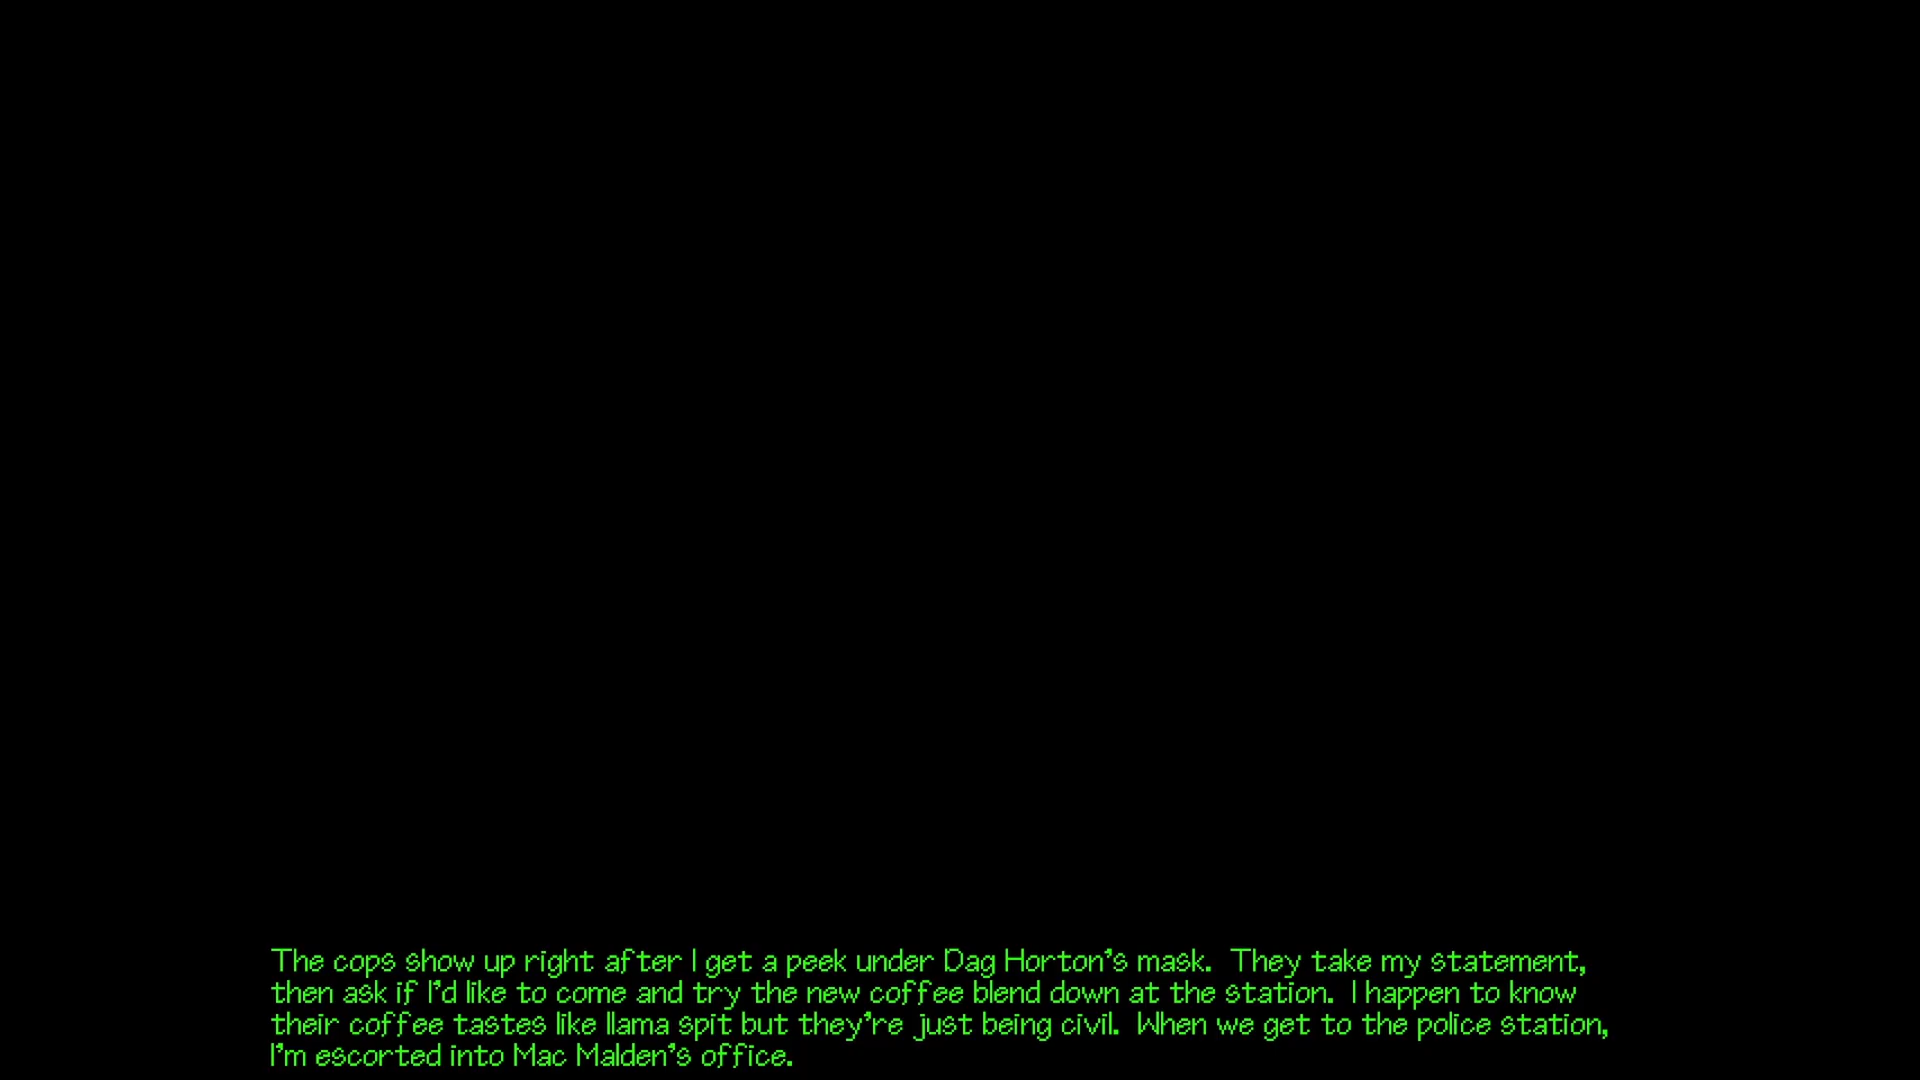 The cops show up right after I get a peek under Dag Horton's mask.  They take my statement,
then ask if I'd like to come and try the new coffee blend down at the station.  I happen to know
their coffee tastes like llama spit but they're just being civil.  When we get to the police station,
I'm escorted into Mac Malden's office.